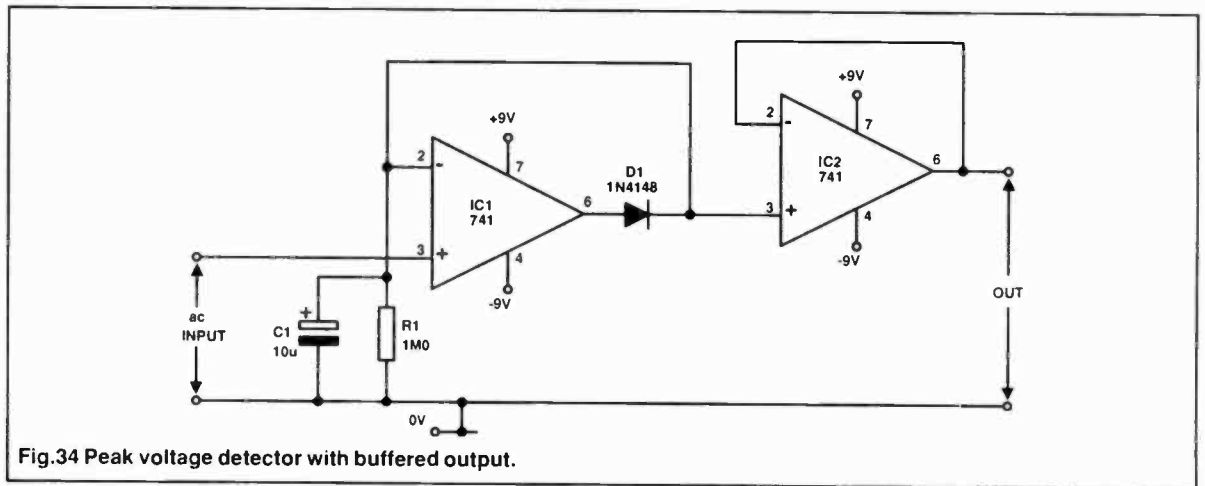 +9V
2
-
7
IC1
741
6
3
+
4
-9V
D1
1N4148
+9V
2
-
7
IC2
741
6
3
+
4
-9V
ac
INPUT
+
C1
10u
R1
1M0
0V
OUT
Fig.34 Peak voltage detector with buffered output.